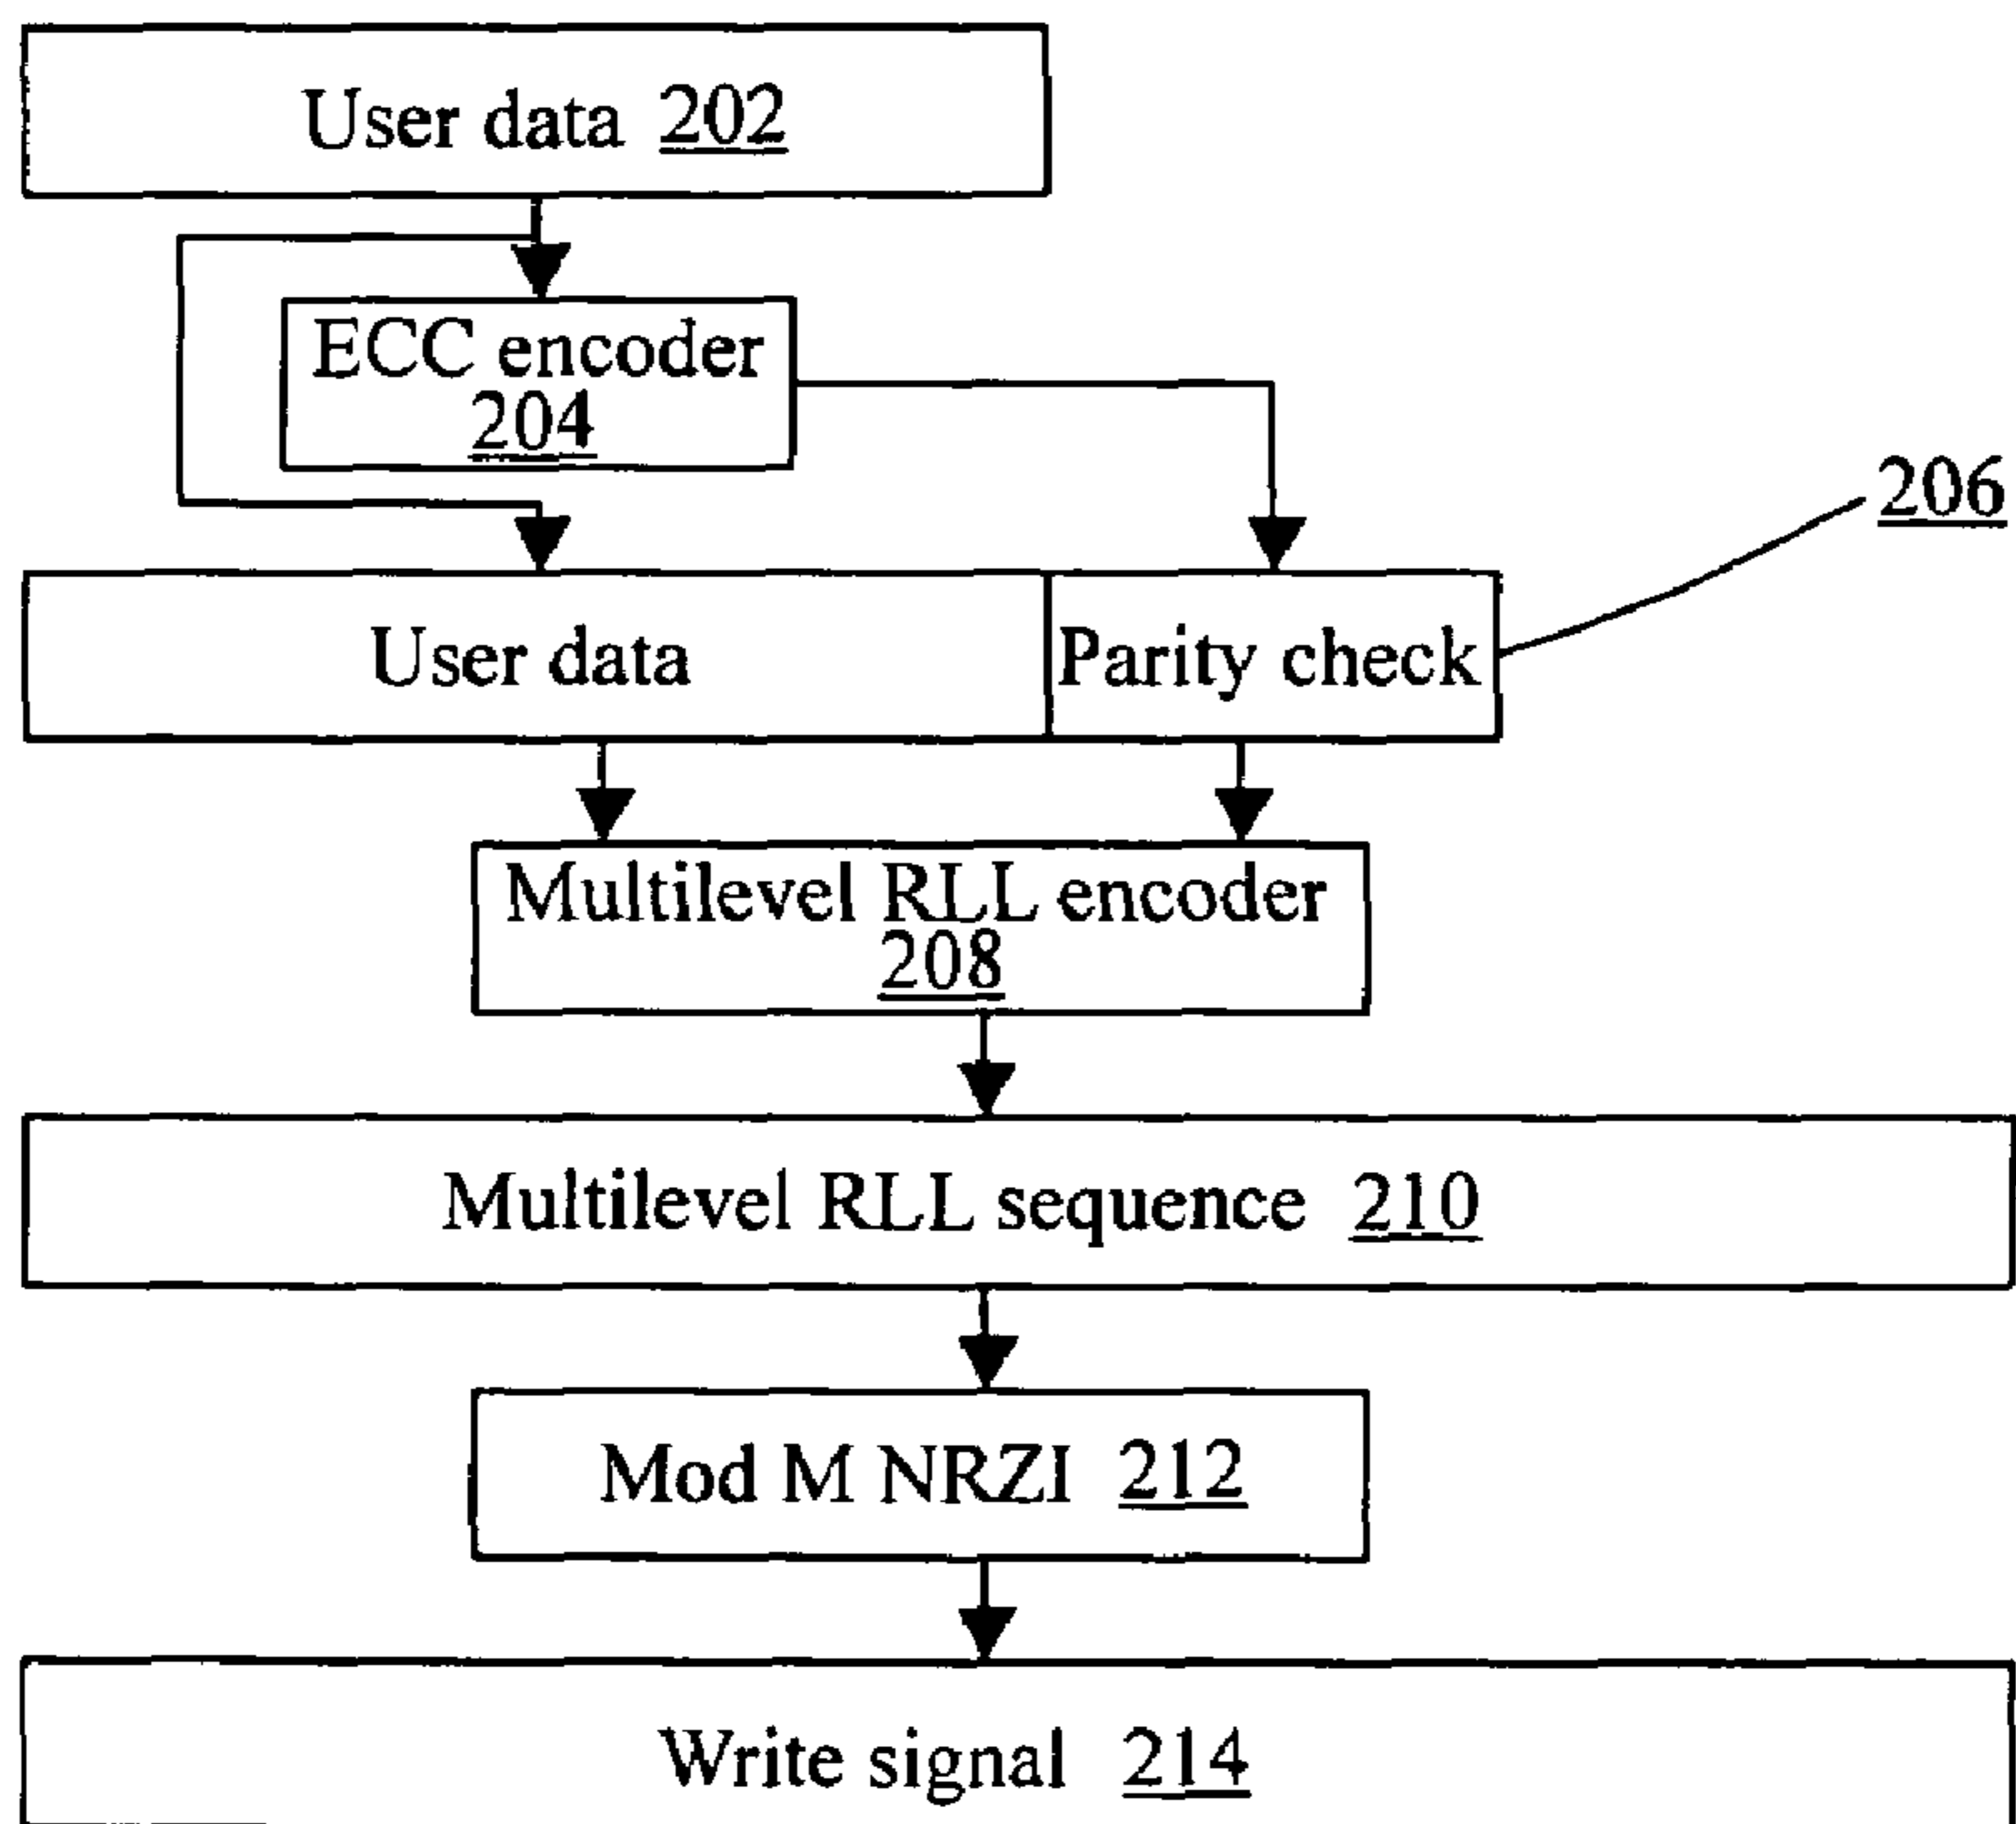 User data 202
ECC encoder
204
206
User data
Parity check
Multilevel RLL encoder
208
Multilevel RLL sequence 210
Mod M NRZI 212
Write signal 214